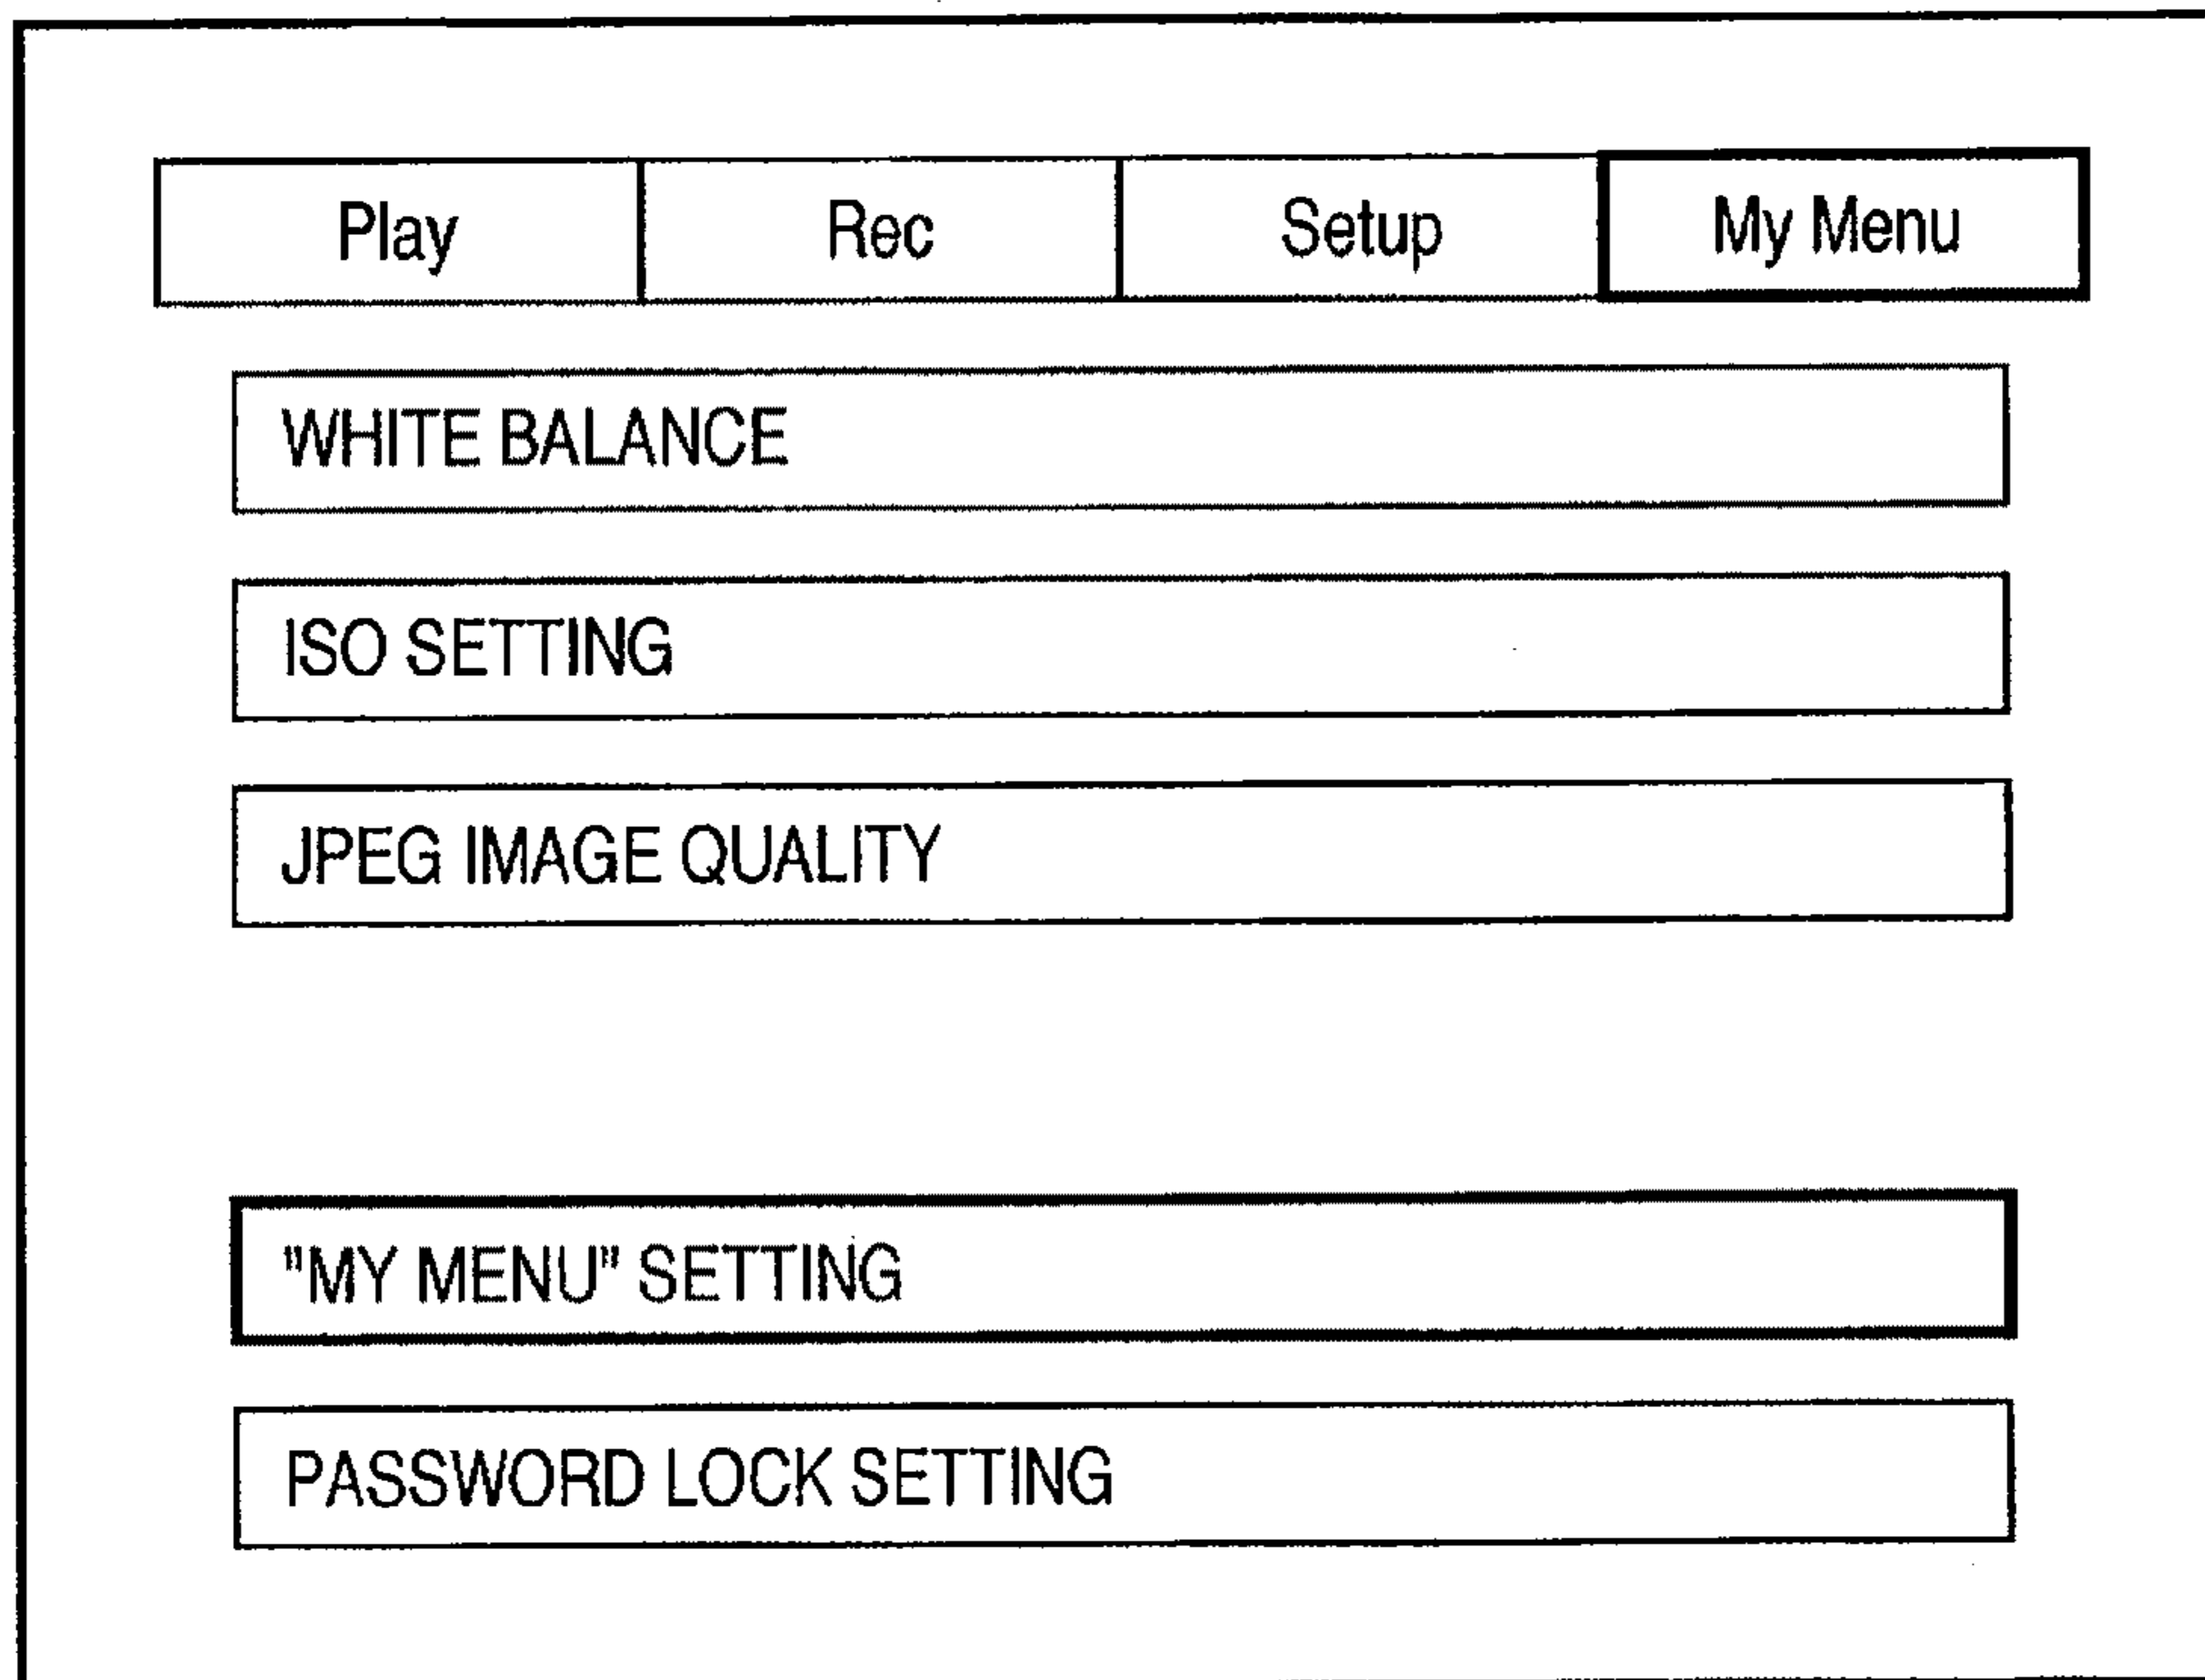 Play Rec Setup My Menu
WHITE BALANCE
ISO SETTING
JPEG IMAGE QUALITY
"MY MENU" SETTING
PASSWORD LOCK SETTING